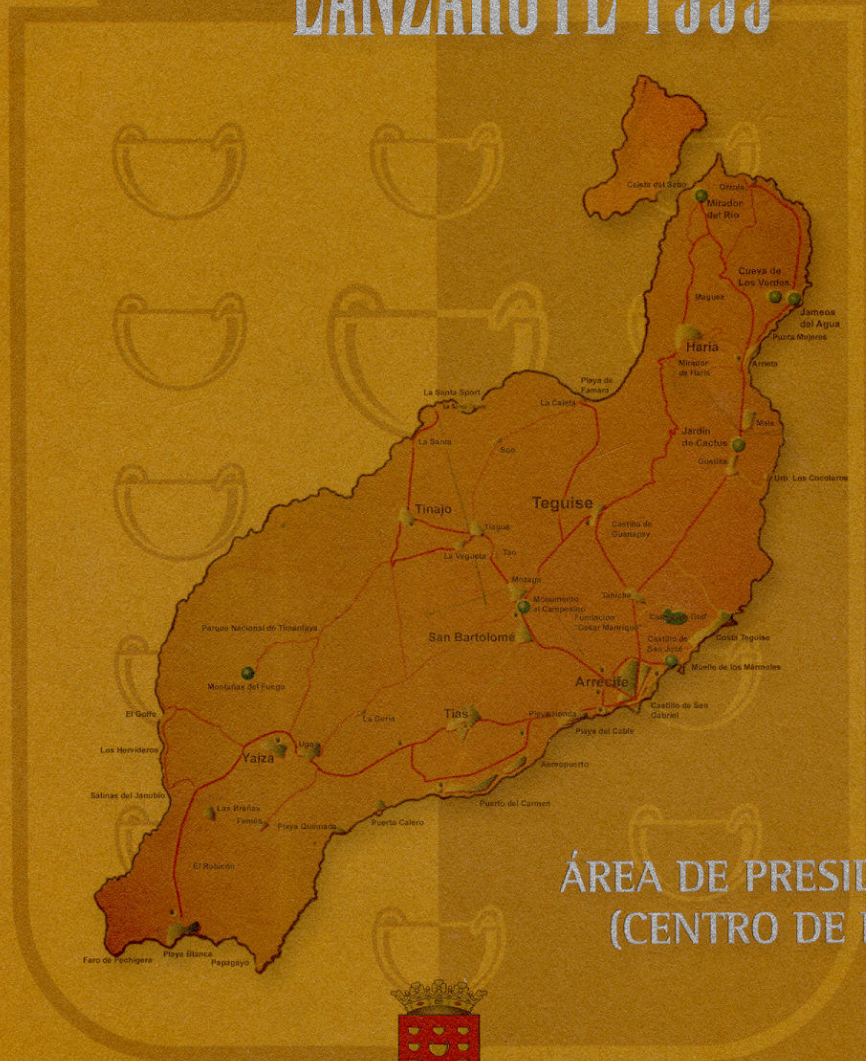 LANZAROTE 1999
Caleta del Sebo
Orzola
Mirador
del Río
Cueva de
Los Verdes
Jameos
del Agua
Maguez
Punta Mujeres
Haría
Mirador
de Haría
Arrieta
Playa de
Famara
La Santa Sport
La Caleta
Mala
Jardín
de Cactus
La Santa
Soo
Guatiza
Urb. Los Cocoteros
Tinajo
Teguise
Tiagua
Castillo de
Guanapay
La Vegueta
Tao
Mozaga
Monumento
al Campesino
Tahiche
Fundación
"César Manrique"
Parque Nacional de Timanfaya
San Bartolomé
Castillo de
San José
Costa Teguise
Muelle de los Mármoles
Montañas del Fuego
Arrecife
El Golfo
La Geria
Tías
Playa Honda
Castillo de San
Gabriel
Playa del Cable
Los Hervideros
Uga
Yaiza
Aeropuerto
Salinas del Janubio
Las Breñas
Femés
Playa Quemada
Puerto Calero
Puerto del Carmen
El Rubicón
ÁREA DE PRESID
(CENTRO DE
Faro de Pechiguera
Playa Blanca
Papagayo